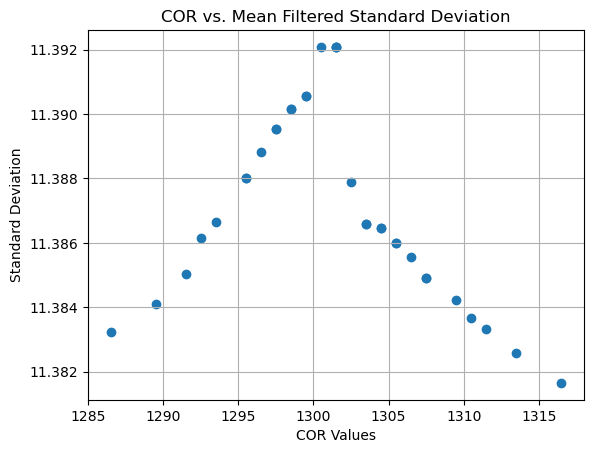 COR vs. Mean Filtered Standard Deviation
11.392
11.390
11.388
11.386
11.384
11.382
Standard Deviation
1285 1290 1295 1300 1305 1310 1315
COR Values